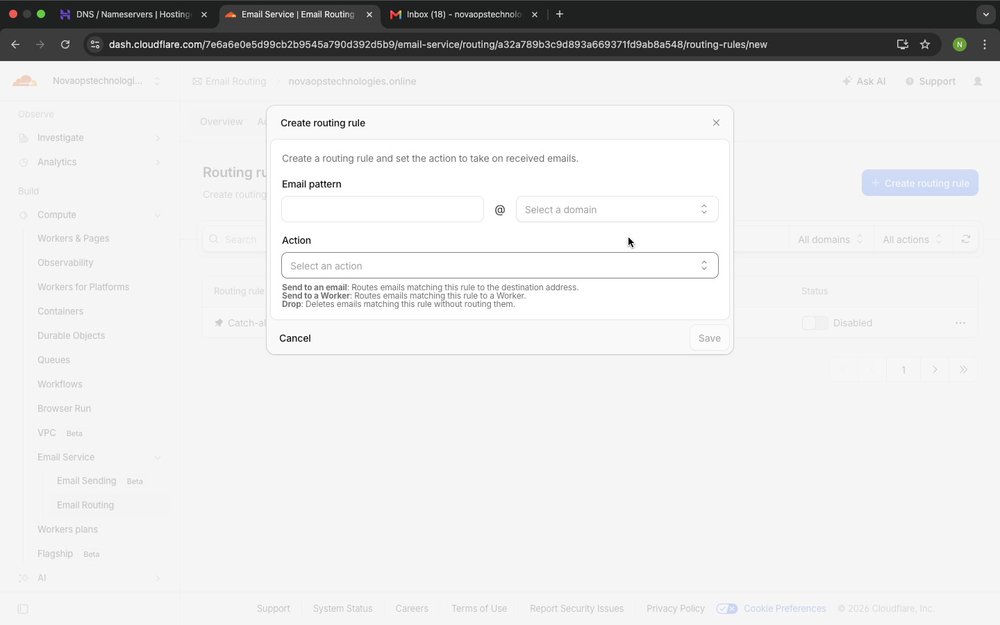 DNS / Nameservers | Hosting
Email Service | Email Routing
Inbox (18) - novaopstechnolo
dash.cloudflare.com/7e6a6e0e5d99cb2b9545a790d392d5b9/email-service/routing/a32a789b3c9d893a669371fd9ab8a548/routing-rules/new
N
Novaopstechnologi...
Email Routing > novaopstechnologies.online
Ask AI
Support
Observe
Investigate
Analytics
Build
Compute
Workers & Pages
Observability
Workers for Platforms
Containers
Durable Objects
Queues
Workflows
Browser Run
VPC Beta
Email Service
Email Sending Beta
Email Routing
Workers plans
Flagship Beta
AI
Overview
Routing ru
Create routing
+ Create routing rule
Search
All domains
All actions
Routing rule
Status
Catch-al
Disabled
1
Create routing rule
Create a routing rule and set the action to take on received emails.
Email pattern
@ Select a domain
Action
Select an action
Send to an email: Routes emails matching this rule to the destination address.
Send to a Worker: Routes emails matching this rule to a Worker.
Drop: Deletes emails matching this rule without routing them.
Cancel
Save
Support
System Status
Careers
Terms of Use
Report Security Issues
Privacy Policy
Cookie Preferences
© 2026 Cloudflare, Inc.